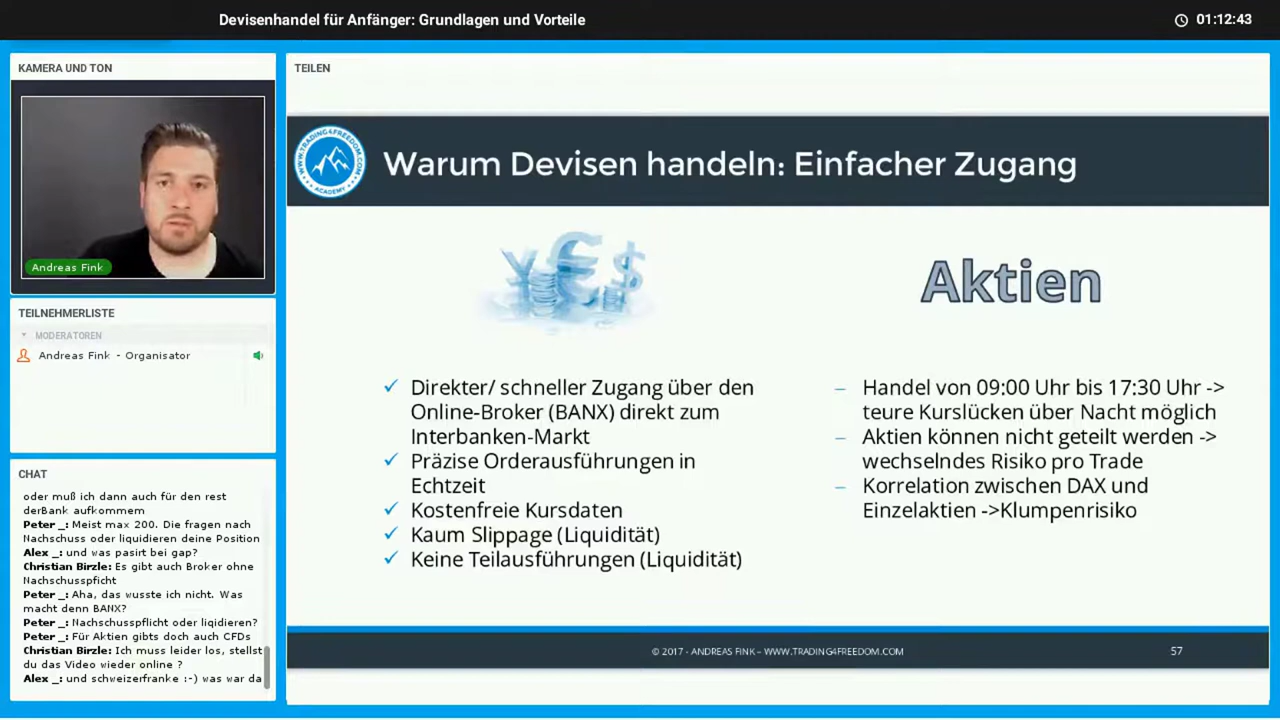 Devisenhandel für Anfänger: Grundlagen und Vorteile
01:12:43
KAMERA UND TON
Andreas Fink
TEILNEHMERLISTE
MODERATOREN
Andreas Fink - Organisator
CHAT
oder muß ich dann auch für den rest
derBank aufkommem
Peter _: Meist max 200. Die fragen nach
Nachschuss oder liquidieren deine Position
Alex _: und was pasirt bei gap?
Christian Birzle: Es gibt auch Broker ohne
Nachschusspficht
Peter _: Aha, das wusste ich nicht. Was
macht denn BANX?
Peter _: Nachschusspflicht oder liqidieren?
Peter _: Für Aktien gibts doch auch CFDs
Christian Birzle: Ich muss leider los, stellst
du das Video wieder online ?
Alex _: und schweizerfranke :-) was war da
TEILEN
WWW.TRADING4FREEDOM.COM
ACADEMY
Warum Devisen handeln: Einfacher Zugang
¥€$
Direkter/ schneller Zugang über den
Online-Broker (BANX) direkt zum
Interbanken-Markt
Präzise Orderausführungen in
Echtzeit
Kostenfreie Kursdaten
Kaum Slippage (Liquidität)
Keine Teilausführungen (Liquidität)
Aktien
– Handel von 09:00 Uhr bis 17:30 Uhr ->
teure Kurslücken über Nacht möglich
– Aktien können nicht geteilt werden ->
wechselndes Risiko pro Trade
– Korrelation zwischen DAX und
Einzelaktien ->Klumpenrisiko
© 2017 - ANDREAS FINK – WWW.TRADING4FREEDOM.COM
57